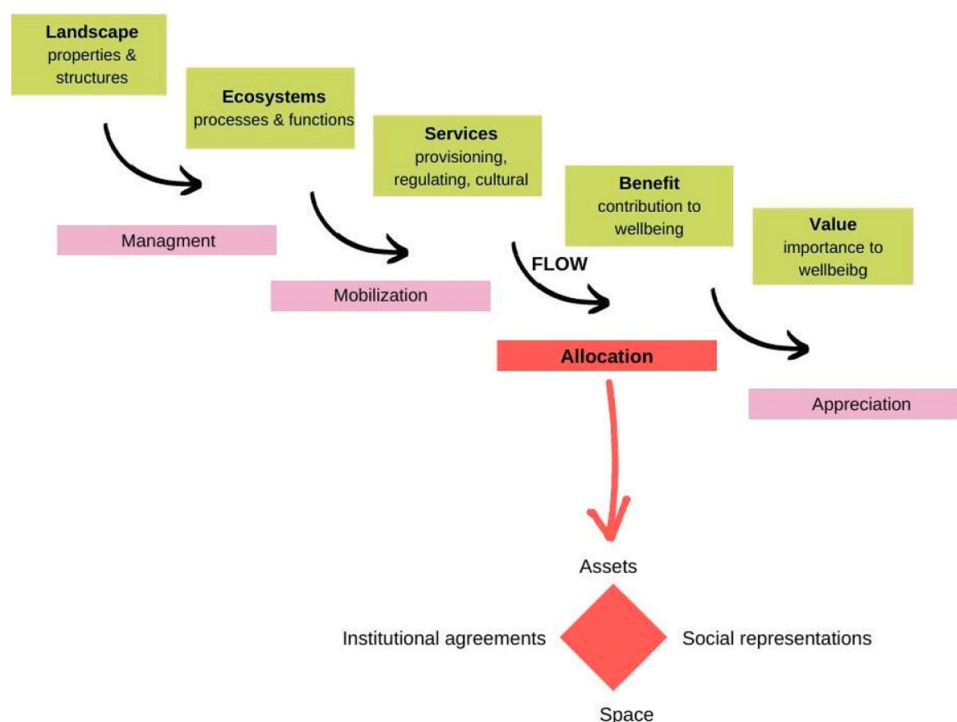 Landscape
properties &
structures
Ecosystems
processes & functions
Services
provisioning,
regulating, cultural
Benefit
contribution to
wellbeing
Value
importance to
wellbeibg
Managment
Mobilization
FLOW
Allocation
Appreciation
Assets
Institutional agreements
Social representations
Space